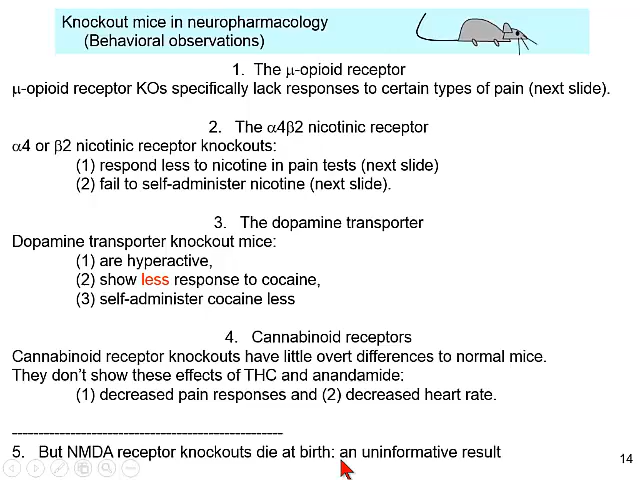 Knockout mice in neuropharmacology
(Behavioral observations)
1. The μ-opioid receptor
μ-opioid receptor KOs specifically lack responses to certain types of pain (next slide).
2. The α4β2 nicotinic receptor
α4 or β2 nicotinic receptor knockouts:
(1) respond less to nicotine in pain tests (next slide)
(2) fail to self-administer nicotine (next slide).
3. The dopamine transporter
Dopamine transporter knockout mice:
(1) are hyperactive,
(2) show less response to cocaine,
(3) self-administer cocaine less
4. Cannabinoid receptors
Cannabinoid receptor knockouts have little overt differences to normal mice.
They don't show these effects of THC and anandamide:
(1) decreased pain responses and (2) decreased heart rate.
5. But NMDA receptor knockouts die at birth: an uninformative result
14